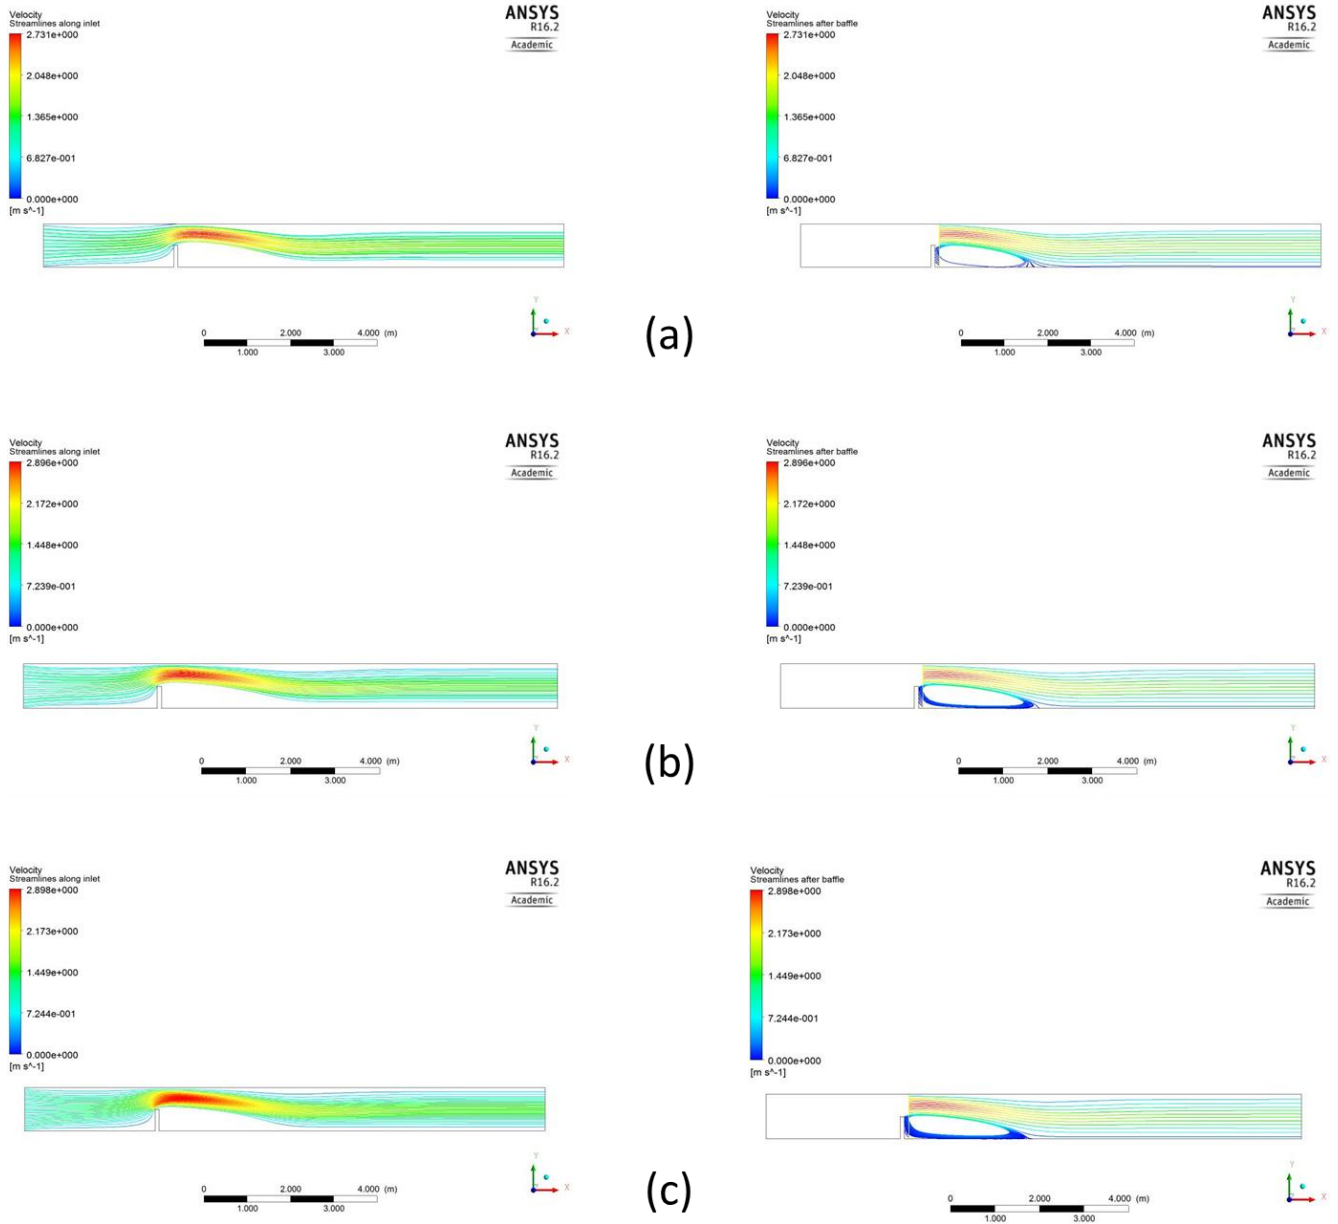 Velocity
Streamlines along inlet
2.731e+000
2.048e+000
1.365e+000
6.827e-001
0.000e+000
[m s^-1]
ANSYS
R16.2
Academic
0 2.000 4.000 (m)
1.000 3.000
Y
X
Velocity
Streamlines after baffle
2.731e+000
2.048e+000
1.365e+000
6.827e-001
0.000e+000
[m s^-1]
ANSYS
R16.2
Academic
0 2.000 4.000 (m)
1.000 3.000
Y
X
(a)
Velocity
Streamlines along inlet
2.896e+000
2.172e+000
1.448e+000
7.239e-001
0.000e+000
[m s^-1]
ANSYS
R16.2
Academic
0 2.000 4.000 (m)
1.000 3.000
Y
X
Velocity
Streamlines after baffle
2.896e+000
2.172e+000
1.448e+000
7.239e-001
0.000e+000
[m s^-1]
ANSYS
R16.2
Academic
0 2.000 4.000 (m)
1.000 3.000
Y
X
(b)
Velocity
Streamlines along inlet
2.898e+000
2.173e+000
1.449e+000
7.244e-001
0.000e+000
[m s^-1]
ANSYS
R16.2
Academic
0 2.000 4.000 (m)
1.000 3.000
Y
X
Velocity
Streamlines after baffle
2.898e+000
2.173e+000
1.449e+000
7.244e-001
0.000e+000
[m s^-1]
ANSYS
R16.2
Academic
0 2.000 4.000 (m)
1.000 3.000
Y
X
(c)